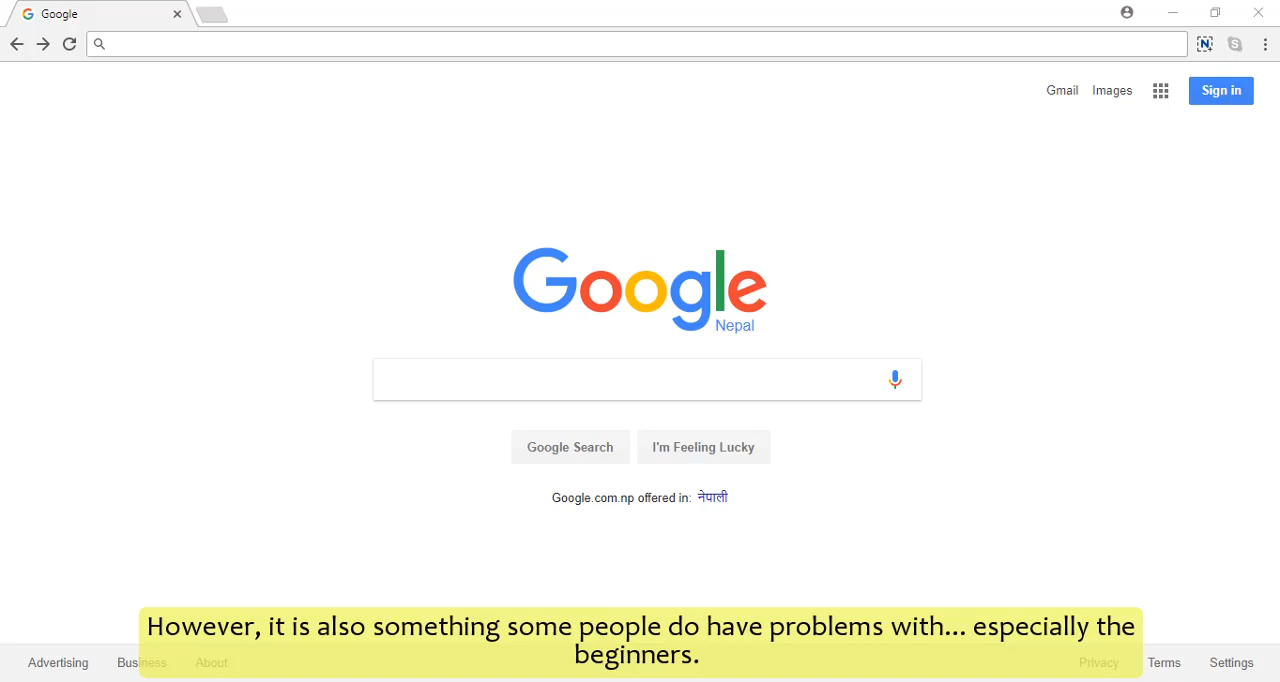 Google
Gmail Images Sign in
Google
Nepal
Google Search I'm Feeling Lucky
Google.com.np offered in: नेपाली
However, it is also something some people do have problems with... especially the
beginners.
Advertising Business About Privacy Terms Settings